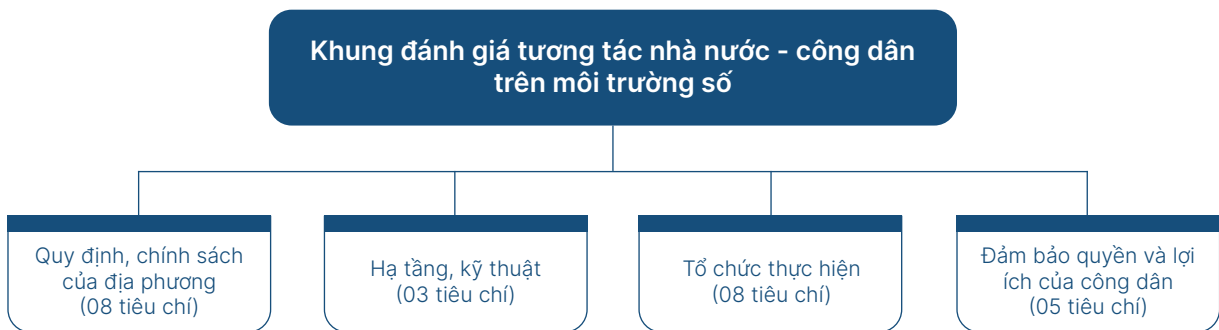 Khung đánh giá tương tác nhà nước - công dân
trên môi trường số
Quy định, chính sách
của địa phương
(08 tiêu chí)
Hạ tầng, kỹ thuật
(03 tiêu chí)
Tổ chức thực hiện
(08 tiêu chí)
Đảm bảo quyền và lợi
ích của công dân
(05 tiêu chí)